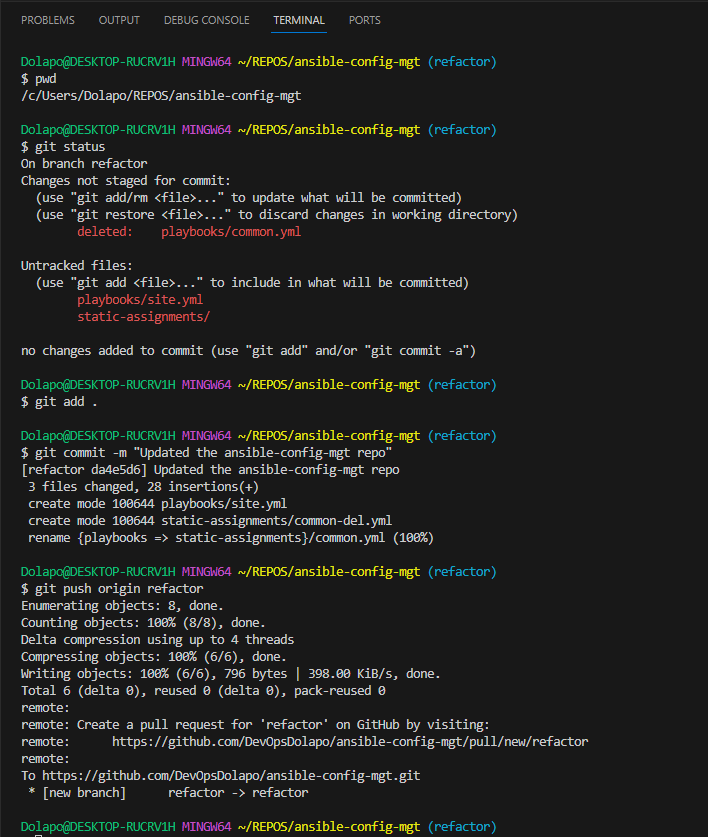 PROBLEMS OUTPUT DEBUG CONSOLE TERMINAL PORTS
Dolapo@DESKTOP-RUCRV1H MINGW64 ~/REPOS/ansible-config-mgt (refactor)
$ pwd
/c/Users/Dolapo/REPOS/ansible-config-mgt
Dolapo@DESKTOP-RUCRV1H MINGW64 ~/REPOS/ansible-config-mgt (refactor)
$ git status
On branch refactor
Changes not staged for commit:
  (use "git add/rm <file>..." to update what will be committed)
  (use "git restore <file>..." to discard changes in working directory)
        deleted:    playbooks/common.yml
Untracked files:
  (use "git add <file>..." to include in what will be committed)
        playbooks/site.yml
        static-assignments/
no changes added to commit (use "git add" and/or "git commit -a")
Dolapo@DESKTOP-RUCRV1H MINGW64 ~/REPOS/ansible-config-mgt (refactor)
$ git add .
Dolapo@DESKTOP-RUCRV1H MINGW64 ~/REPOS/ansible-config-mgt (refactor)
$ git commit -m "Updated the ansible-config-mgt repo"
[refactor da4e5d6] Updated the ansible-config-mgt repo
 3 files changed, 28 insertions(+)
 create mode 100644 playbooks/site.yml
 create mode 100644 static-assignments/common-del.yml
 rename {playbooks => static-assignments}/common.yml (100%)
Dolapo@DESKTOP-RUCRV1H MINGW64 ~/REPOS/ansible-config-mgt (refactor)
$ git push origin refactor
Enumerating objects: 8, done.
Counting objects: 100% (8/8), done.
Delta compression using up to 4 threads
Compressing objects: 100% (6/6), done.
Writing objects: 100% (6/6), 796 bytes | 398.00 KiB/s, done.
Total 6 (delta 0), reused 0 (delta 0), pack-reused 0
remote:
remote: Create a pull request for 'refactor' on GitHub by visiting:
remote:      https://github.com/DevOpsDolapo/ansible-config-mgt/pull/new/refactor
remote:
To https://github.com/DevOpsDolapo/ansible-config-mgt.git
 * [new branch]      refactor -> refactor
Dolapo@DESKTOP-RUCRV1H MINGW64 ~/REPOS/ansible-config-mgt (refactor)